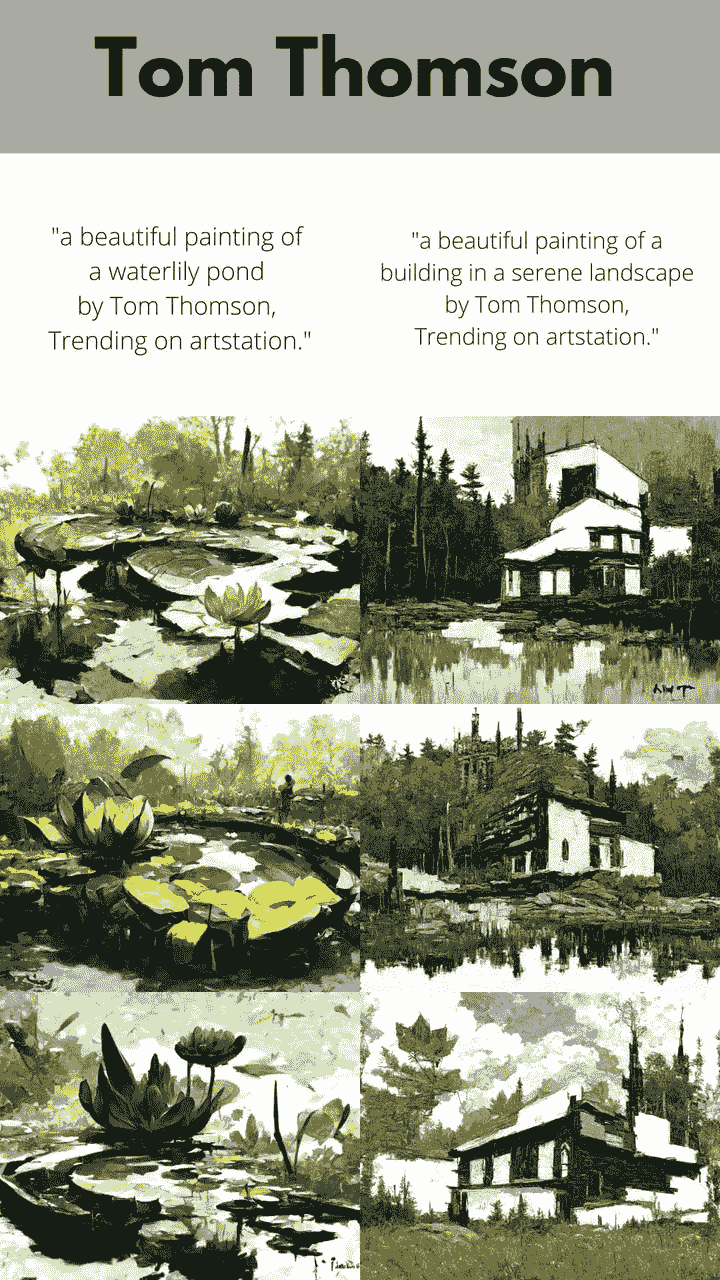 Tom Thomson
"a beautiful painting of
a waterlily pond
by Tom Thomson,
Trending on artstation."
"a beautiful painting of a
building in a serene landscape
by Tom Thomson,
Trending on artstation."